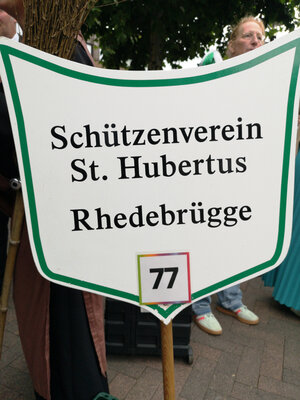 Schützenverein
St. Hubertus
Rhedebrügge
77